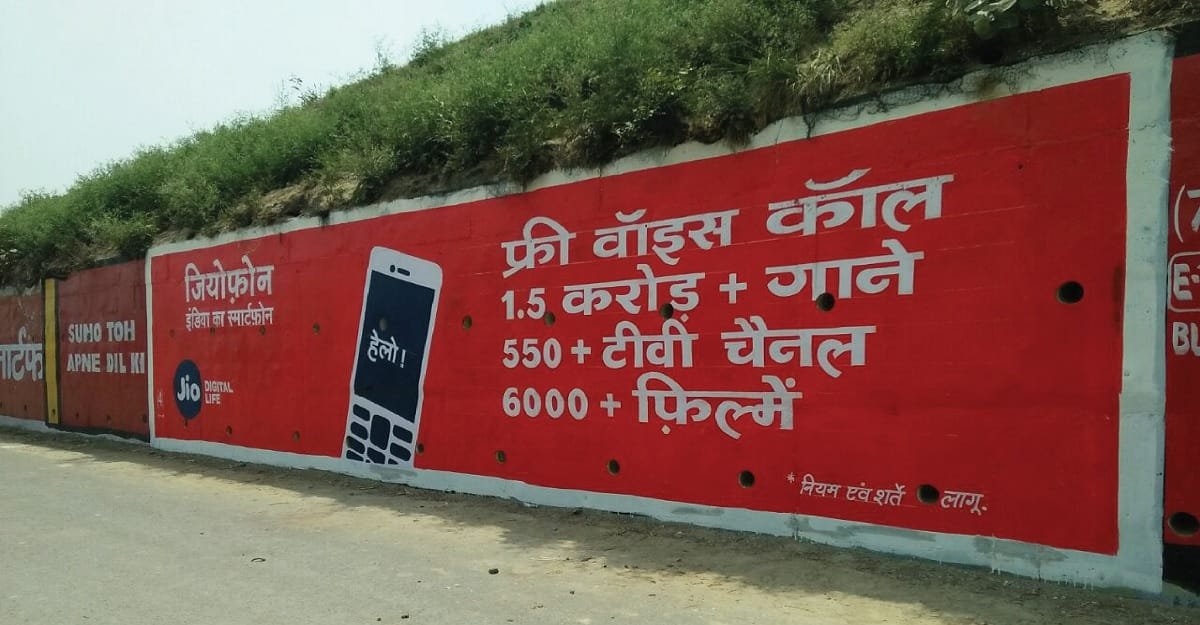 SUMO TOH
APNE DIL KI
जियोफ़ोन
इंडिया का स्मार्टफ़ोन
Jio DIGITAL
LIFE
हेलो!
फ्री वॉइस कॉल
1.5 करोड़ + गाने
550 + टीवी चैनल
6000 + फ़िल्में
* नियम एवं शर्ते लागू.